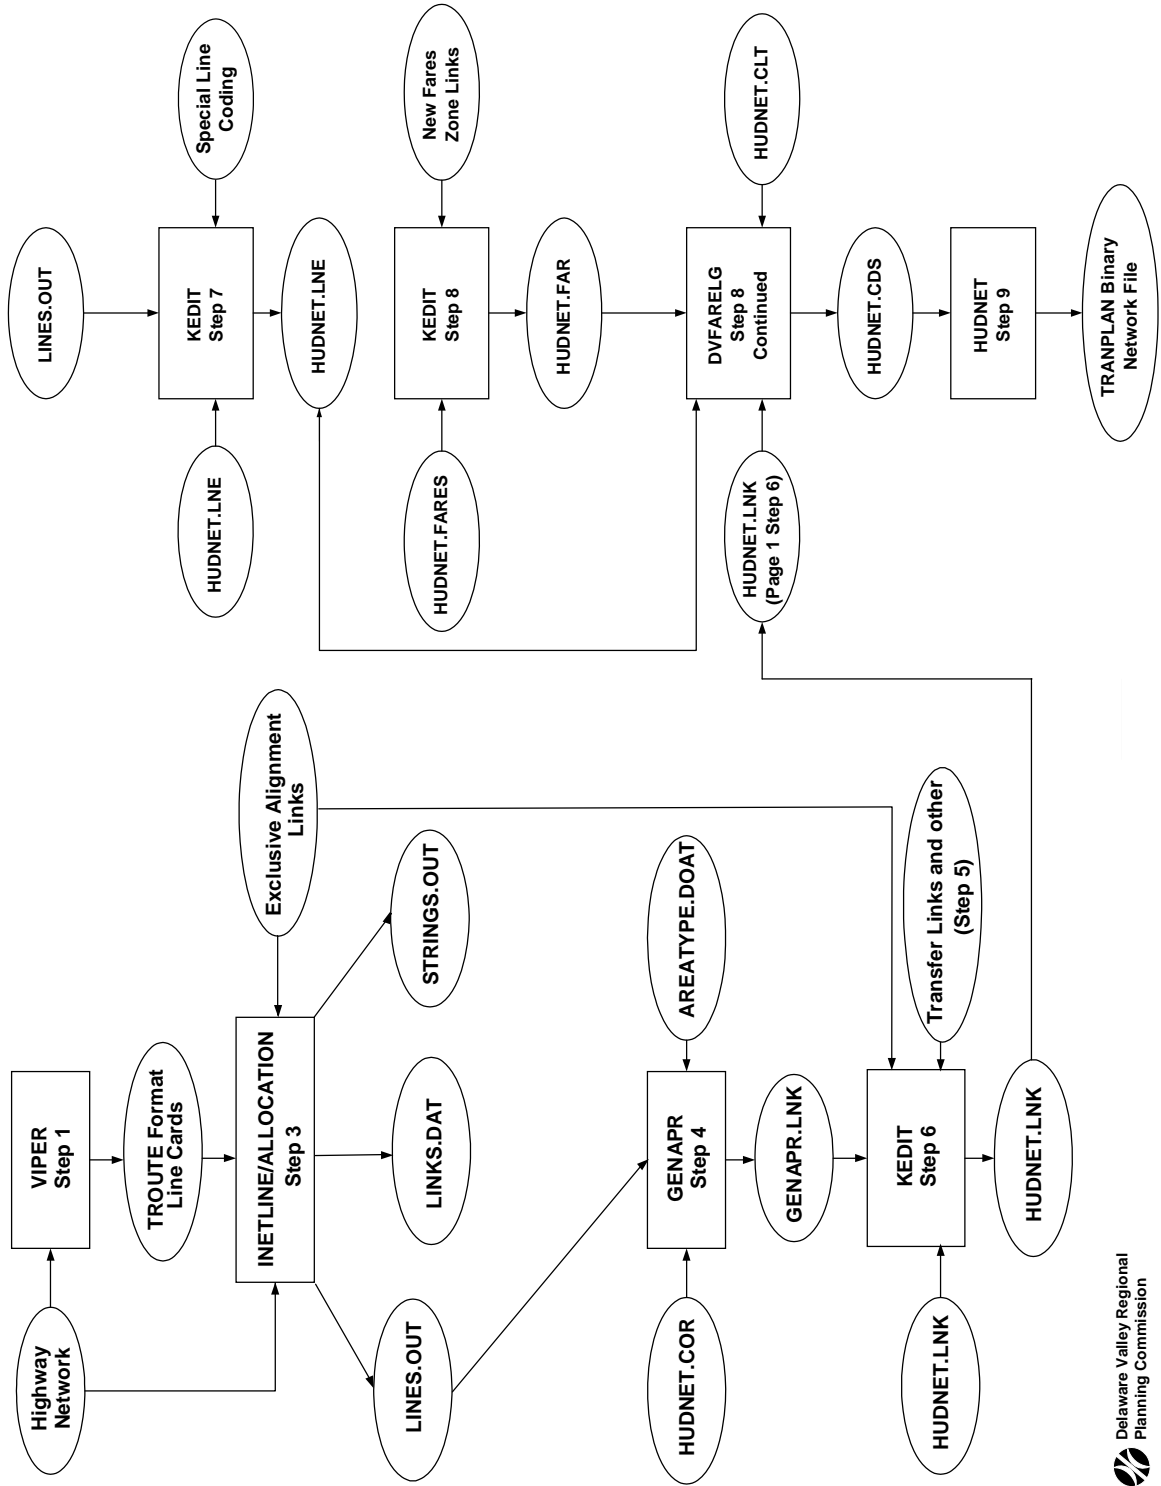 Highway
Network
VIPER
Step 1
TROUTE Format
Line Cards
INETLINE/ALLOCATION
Step 3
Exclusive Alignment
Links
LINES.OUT
LINKS.DAT
STRINGS.OUT
HUDNET.COR
GENAPR
Step 4
AREATYPE.DOAT
GENAPR.LNK
HUDNET.LNK
KEDIT
Step 6
Transfer Links and other
(Step 5)
HUDNET.LNK
LINES.OUT
HUDNET.LNE
KEDIT
Step 7
Special Line
Coding
HUDNET.LNE
HUDNET.FARES
KEDIT
Step 8
New Fares
Zone Links
HUDNET.FAR
HUDNET.LNK
(Page 1 Step 6)
DVFARELG
Step 8
Continued
HUDNET.CLT
HUDNET.CDS
HUDNET
Step 9
TRANPLAN Binary
Network File
Delaware Valley Regional
Planning Commission